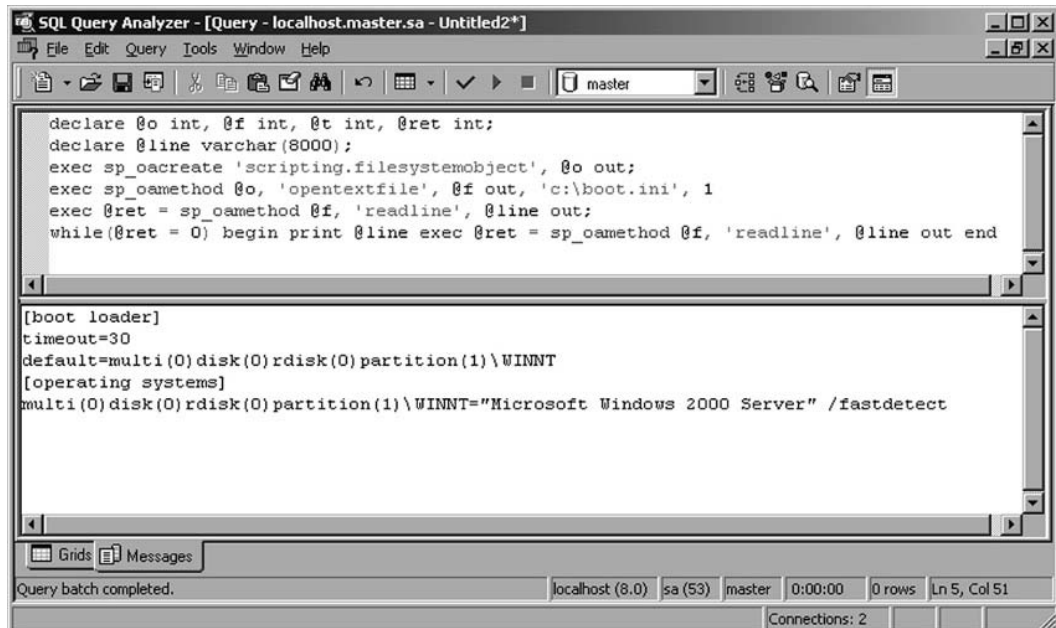 SQL Query Analyzer - [Query - localhost.master.sa - Untitled2*]
File Edit Query Tools Window Help
master
declare @o int, @f int, @t int, @ret int;
declare @line varchar(8000);
exec sp_oacreate 'scripting.filesystemobject', @o out;
exec sp_oamethod @o, 'opentextfile', @f out, 'c:\boot.ini', 1
exec @ret = sp_oamethod @f, 'readline', @line out;
while(@ret = 0) begin print @line exec @ret = sp_oamethod @f, 'readline', @line out end
[boot loader]
timeout=30
default=multi(0)disk(0)rdisk(0)partition(1)\WINNT
[operating systems]
multi(0)disk(0)rdisk(0)partition(1)\WINNT="Microsoft Windows 2000 Server" /fastdetect
Grids Messages
Query batch completed. localhost (8.0) sa (53) master 0:00:00 0 rows Ln 5, Col 51
Connections: 2